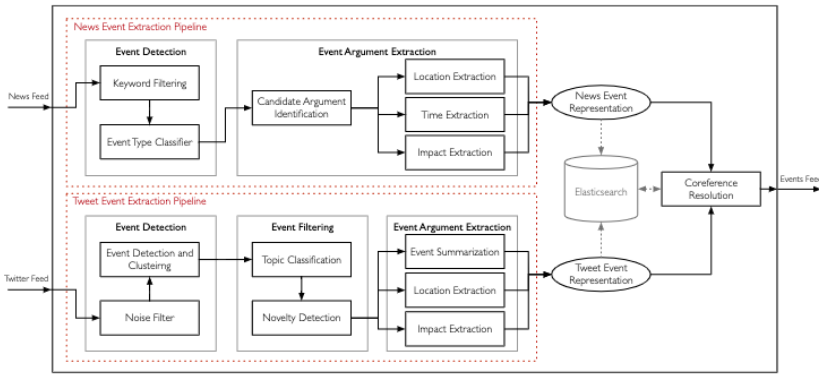 News Event Extraction Pipeline
Event Detection
Event Argument Extraction
Keyword Filtering
Location Extraction
News Feed
Candidate Argument
Identification
News Event
Representation
Time Extraction
Event Type Classifier
Impact Extraction
Elasticsearch
Coreference
Resolution
Events Feed
Tweet Event Extraction Pipeline
Event Detection
Event Filtering
Event Argument Extraction
Event Detection and
Clusteirng
Topic Classification
Event Summarization
Twitter Feed
Tweet Event
Representation
Location Extraction
Noise Filter
Novelty Detection
Impact Extraction